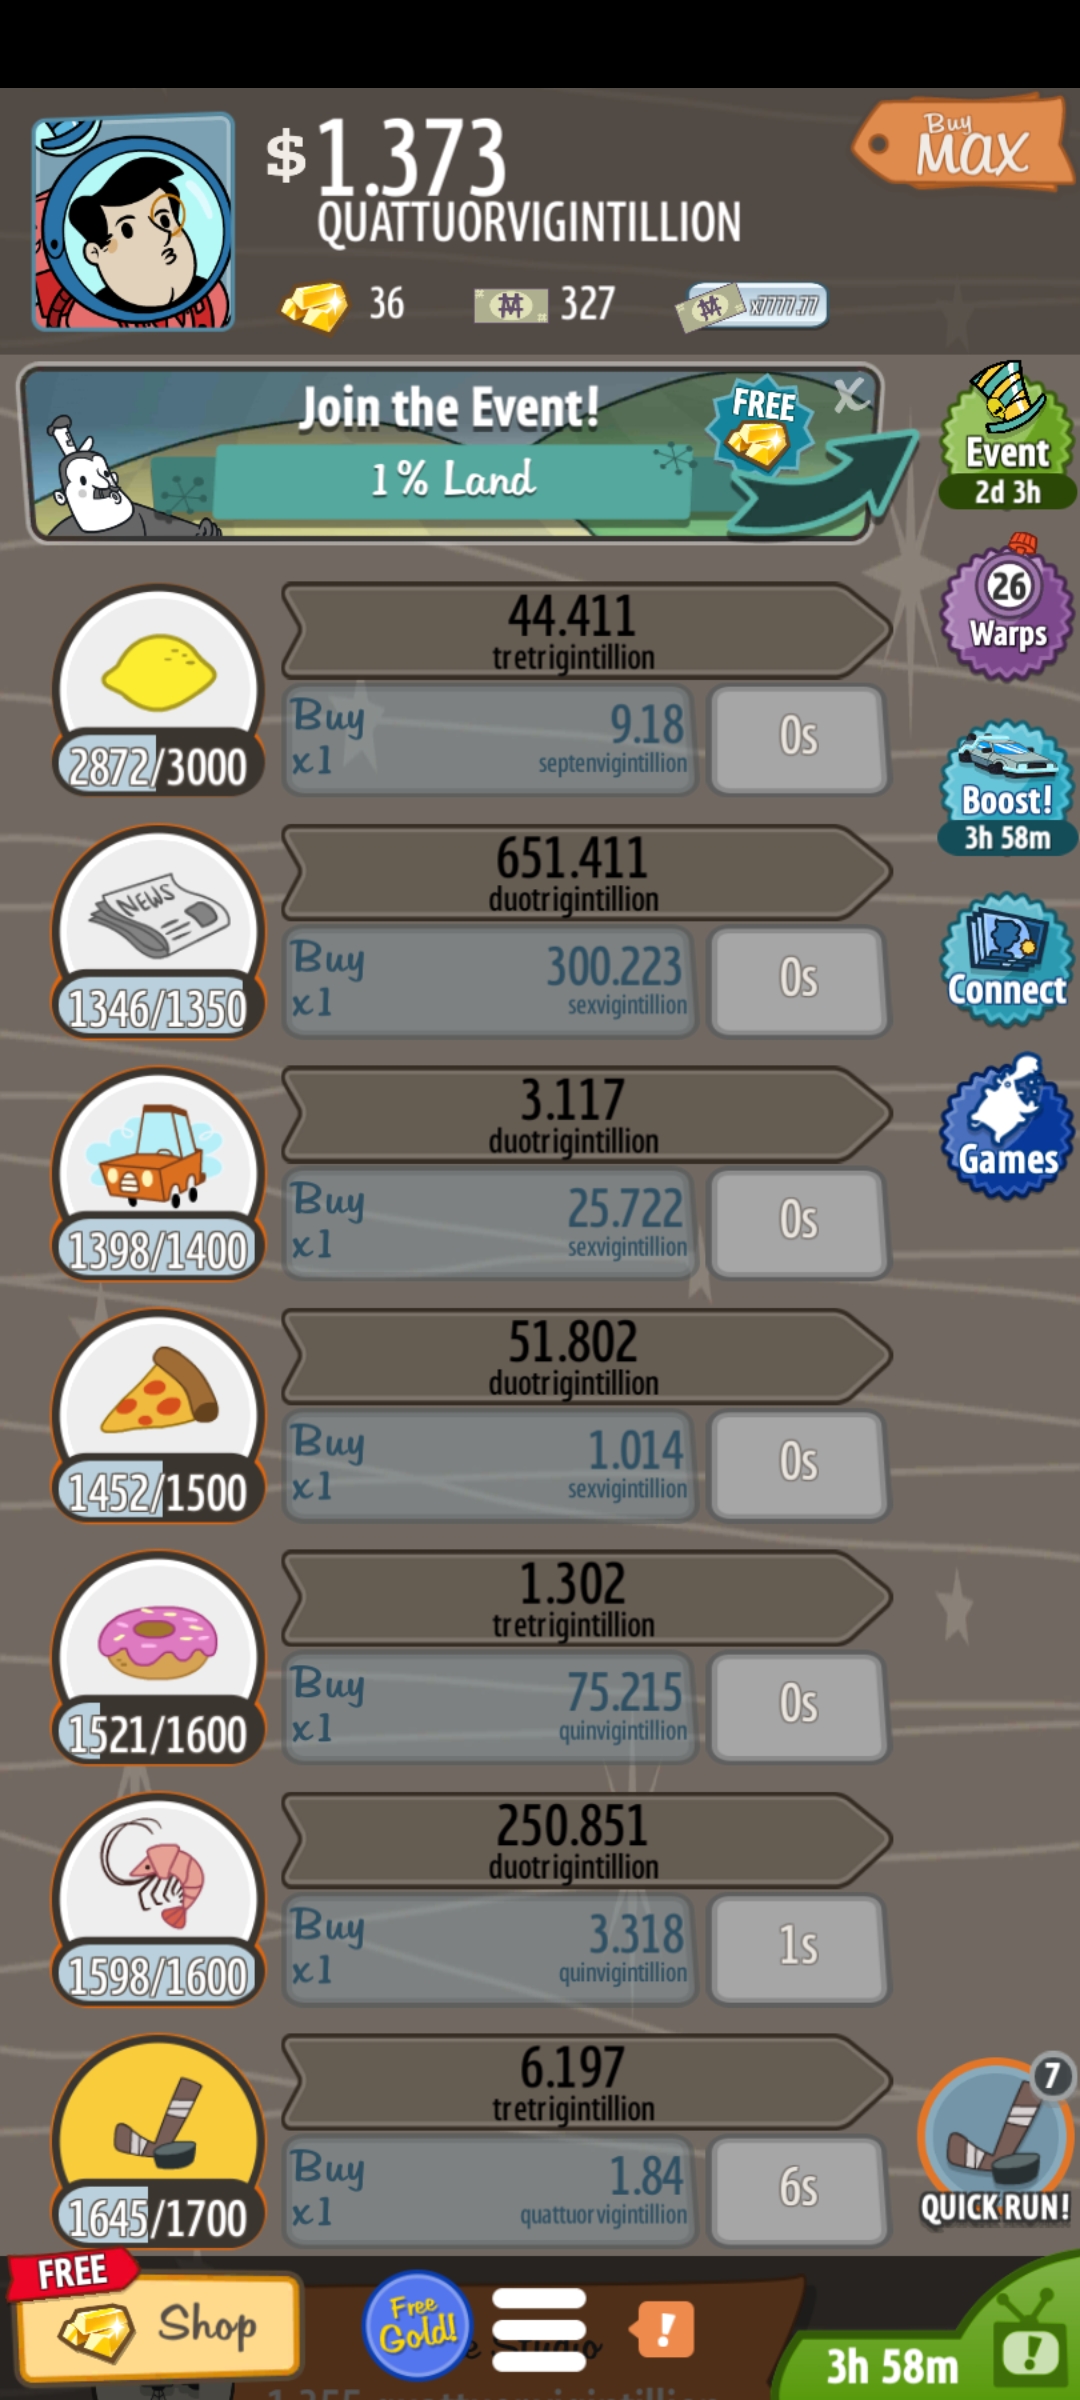 $1.373
QUATTUORVIGINTILLION
Buy
MAX
36
327
x7777.77
Join the Event!
1% Land
FREE
X
Event
2d 3h
44.411
tretrigintillion
Buy
x1
9.18
septenvigintillion
0s
2872/3000
26
Warps
Boost!
3h 58m
NEWS
651.411
duotrigintillion
Buy
x1
300.223
sexvigintillion
0s
1346/1350
Connect
3.117
duotrigintillion
Buy
x1
25.722
sexvigintillion
0s
1398/1400
Games
51.802
duotrigintillion
Buy
x1
1.014
sexvigintillion
0s
1452/1500
1.302
tretrigintillion
Buy
x1
75.215
quinvigintillion
0s
1521/1600
250.851
duotrigintillion
Buy
x1
3.318
quinvigintillion
1s
1598/1600
6.197
tretrigintillion
Buy
x1
1.84
quattuorvigintillion
6s
1645/1700
7
QUICK RUN!
FREE
Shop
Free
Gold!
!
3h 58m
!